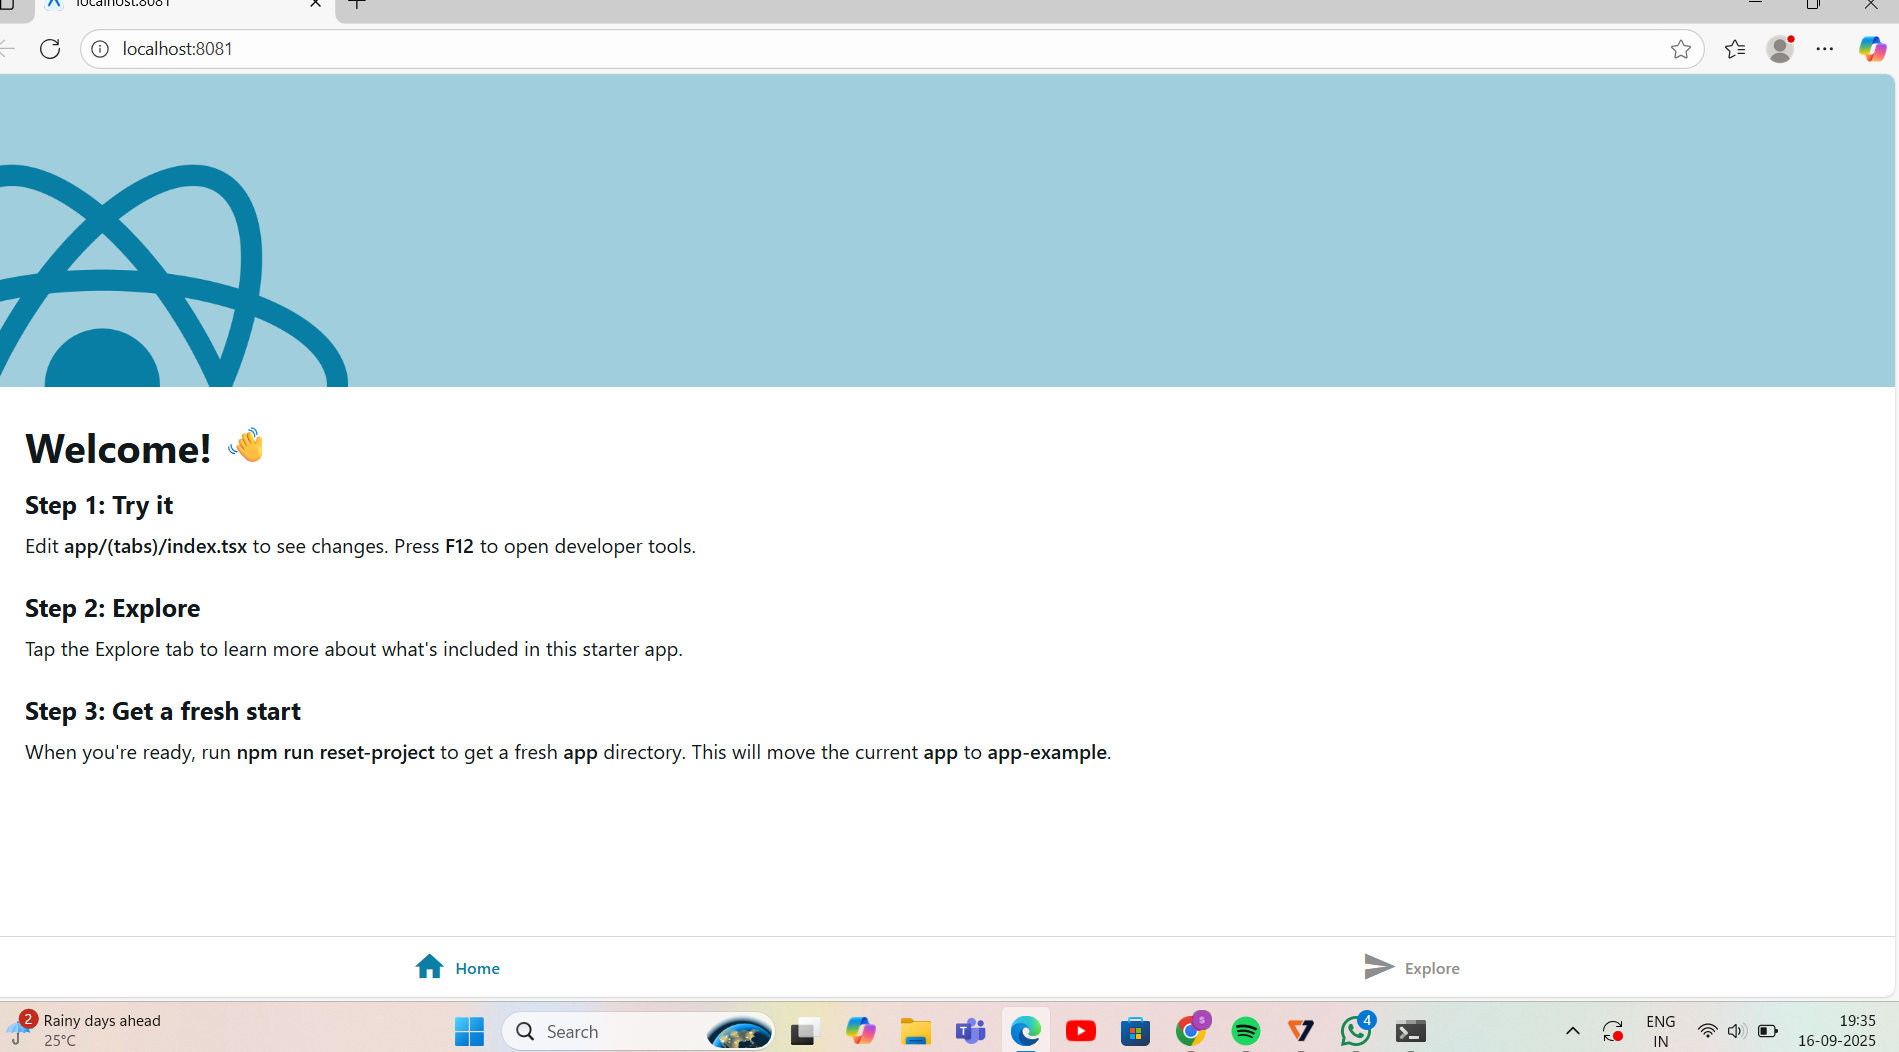 localhost:8081
localhost:8081
Welcome! 👋
Step 1: Try it
Edit app/(tabs)/index.tsx to see changes. Press F12 to open developer tools.
Step 2: Explore
Tap the Explore tab to learn more about what's included in this starter app.
Step 3: Get a fresh start
When you're ready, run npm run reset-project to get a fresh app directory. This will move the current app to app-example.
Home
Explore
2
Rainy days ahead
25°C
Search
T
S
4
ENG
IN
19:35
16-09-2025